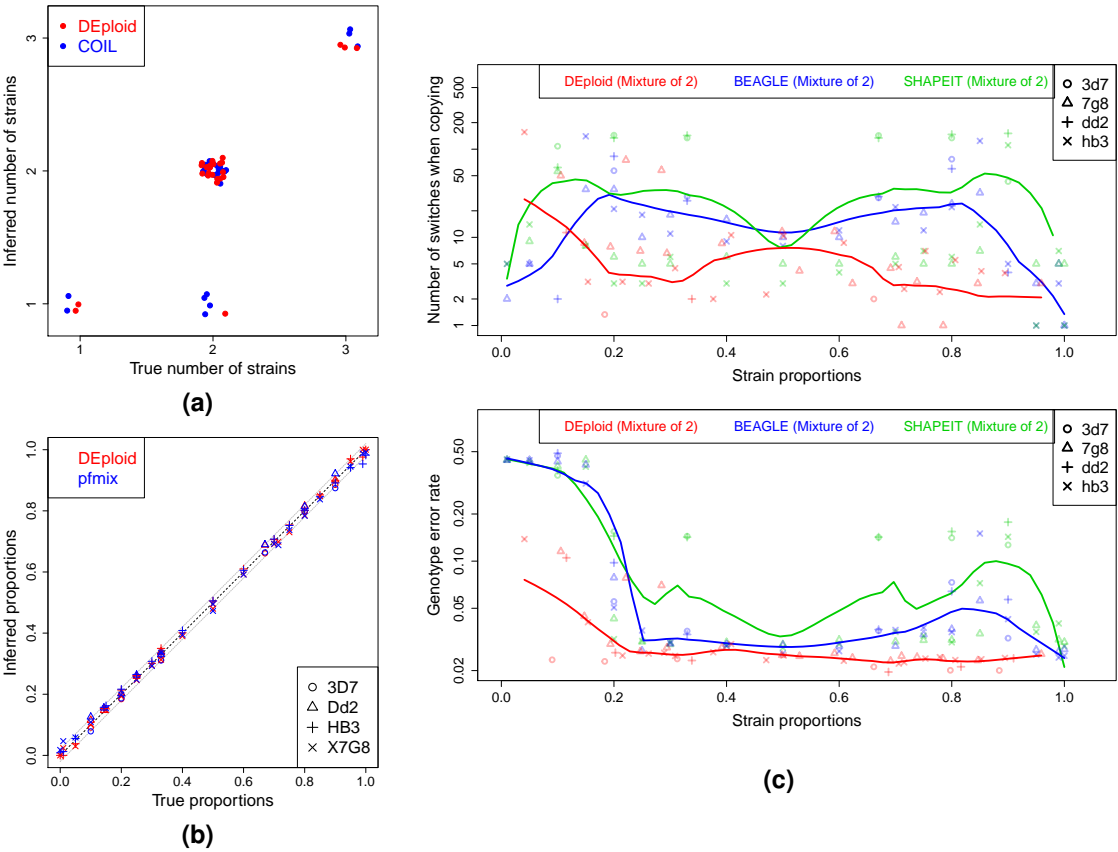 DEploid
COIL
Inferred number of strains
3
2
1
1 2 3
True number of strains
(a)
DEploid
pfmix
Inferred proportions
1.0
0.8
0.6
0.4
0.2
0.0
3D7
Dd2
HB3
X7G8
0.0 0.2 0.4 0.6 0.8 1.0
True proportions
(b)
DEploid (Mixture of 2) BEAGLE (Mixture of 2) SHAPEIT (Mixture of 2)
3d7
7g8
dd2
hb3
Number of switches when copying
500
200
50
10
5
2
1
0.0 0.2 0.4 0.6 0.8 1.0
Strain proportions
DEploid (Mixture of 2) BEAGLE (Mixture of 2) SHAPEIT (Mixture of 2)
3d7
7g8
dd2
hb3
Genotype error rate
0.50
0.20
0.10
0.05
0.02
0.0 0.2 0.4 0.6 0.8 1.0
Strain proportions
(c)